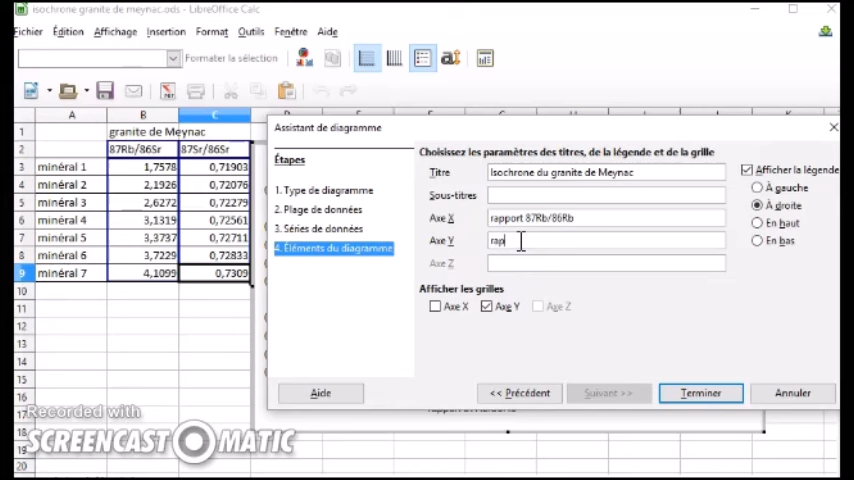 isochrone granite de meynac.ods - LibreOffice Calc
Fichier Édition Affichage Insertion Format Outils Fenêtre Aide
Formater la sélection
A B C
1 granite de Meynac
2 87Rb/86Sr 87Sr/86Sr
3 minéral 1 1,7578 0,71903
4 minéral 2 2,1926 0,72076
5 minéral 3 2,6272 0,72279
6 minéral 4 3,1319 0,72561
7 minéral 5 3,3737 0,72711
8 minéral 6 3,7229 0,72833
9 minéral 7 4,1099 0,7309
10
11
12
13
14
15
16
17
18
19
20
Assistant de diagramme
Étapes
1. Type de diagramme
2. Plage de données
3. Séries de données
4. Éléments du diagramme
Choisissez les paramètres des titres, de la légende et de la grille
Titre Isochrone du granite de Meynac
Sous-titres
Axe X rapport 87Rb/86Rb
Axe Y rap
Axe Z
Afficher la légende
À gauche
À droite
En haut
En bas
Afficher les grilles
Axe X Axe Y Axe Z
Aide << Précédent Suivant >> Terminer Annuler
Recorded with
SCREENCAST MATIC